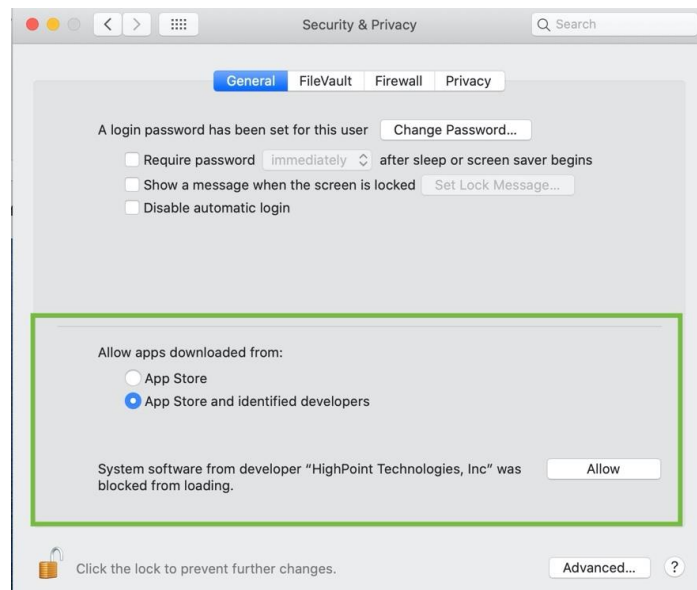 Security & Privacy
Search
General FileVault Firewall Privacy
A login password has been set for this user Change Password...
Require password immediately after sleep or screen saver begins
Show a message when the screen is locked Set Lock Message...
Disable automatic login
Allow apps downloaded from:
App Store
App Store and identified developers
System software from developer “HighPoint Technologies, Inc” was
blocked from loading.
Allow
Click the lock to prevent further changes.
Advanced... ?